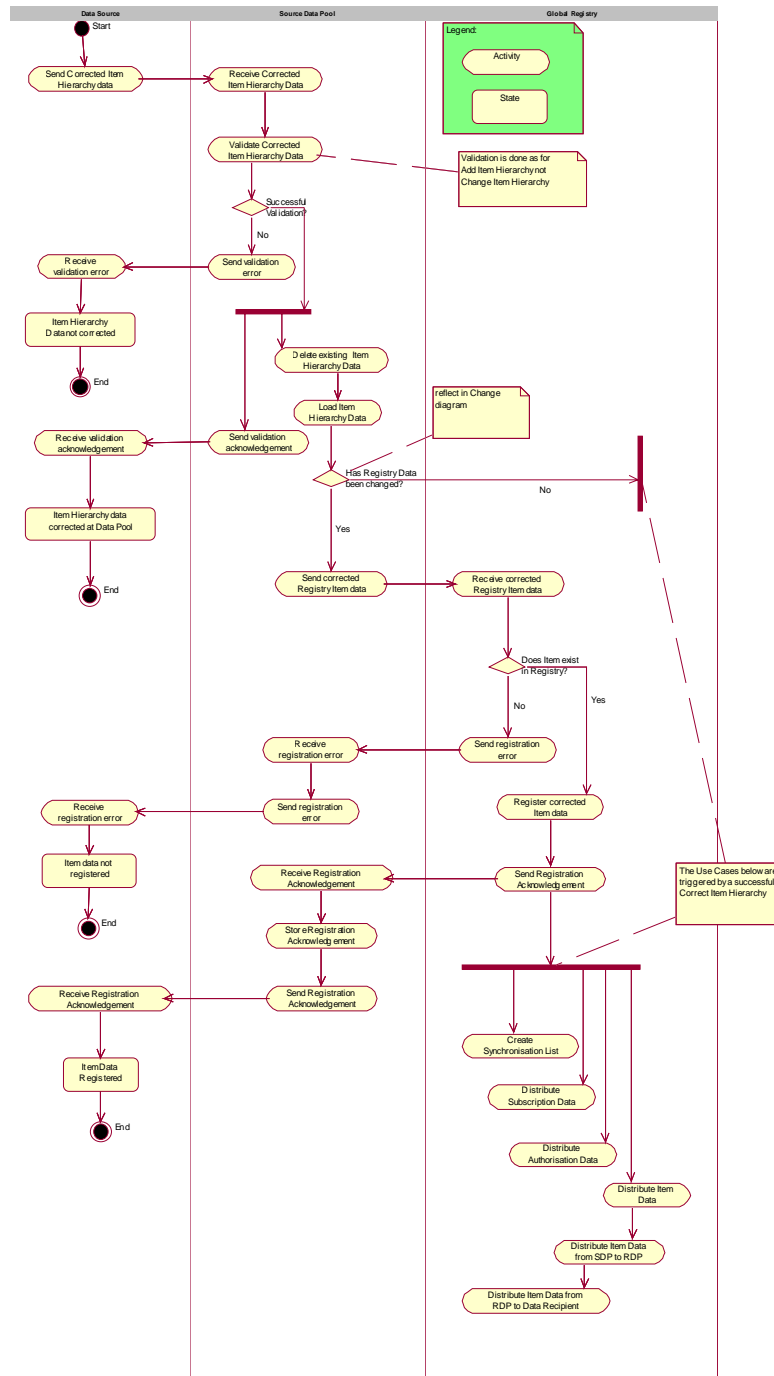 Data Source
Source Data Pool
Global Registry
Start
Legend:
Activity
State
Send Corrected Item
Hierarchy data
Receive Corrected
Item Hierarchy Data
Validate Corrected
Item Hierarchy Data
Validation is done as for
Add Item Hierarchy not
Change Item Hierarchy
Successful
Validation?
No
Receive
validation error
Send validation
error
Item Hierarchy
Data not corrected
End
Delete existing Item
Hierarchy Data
Load Item
Hierarchy Data
reflect in Change
diagram
Receive validation
acknowledgement
Send validation
acknowledgement
Has Registry Data
been changed?
No
Item Hierarchy data
corrected at Data Pool
Yes
End
Send corrected
Registry Item data
Receive corrected
Registry Item data
Does Item exist
in Registry?
No
Yes
Receive
registration error
Send registration
error
Receive
registration error
Send registration
error
Register corrected
Item data
Item data not
registered
Receive Registration
Acknowledgement
Send Registration
Acknowledgement
The Use Cases below are
triggered by a successful
Correct Item Hierarchy
End
Store Registration
Acknowledgement
Receive Registration
Acknowledgement
Send Registration
Acknowledgement
Create
Synchronisation List
Item Data
Registered
Distribute
Subscription Data
End
Distribute
Authorisation Data
Distribute Item
Data
Distribute Item Data
from SDP to RDP
Distribute Item Data from
RDP to Data Recipient